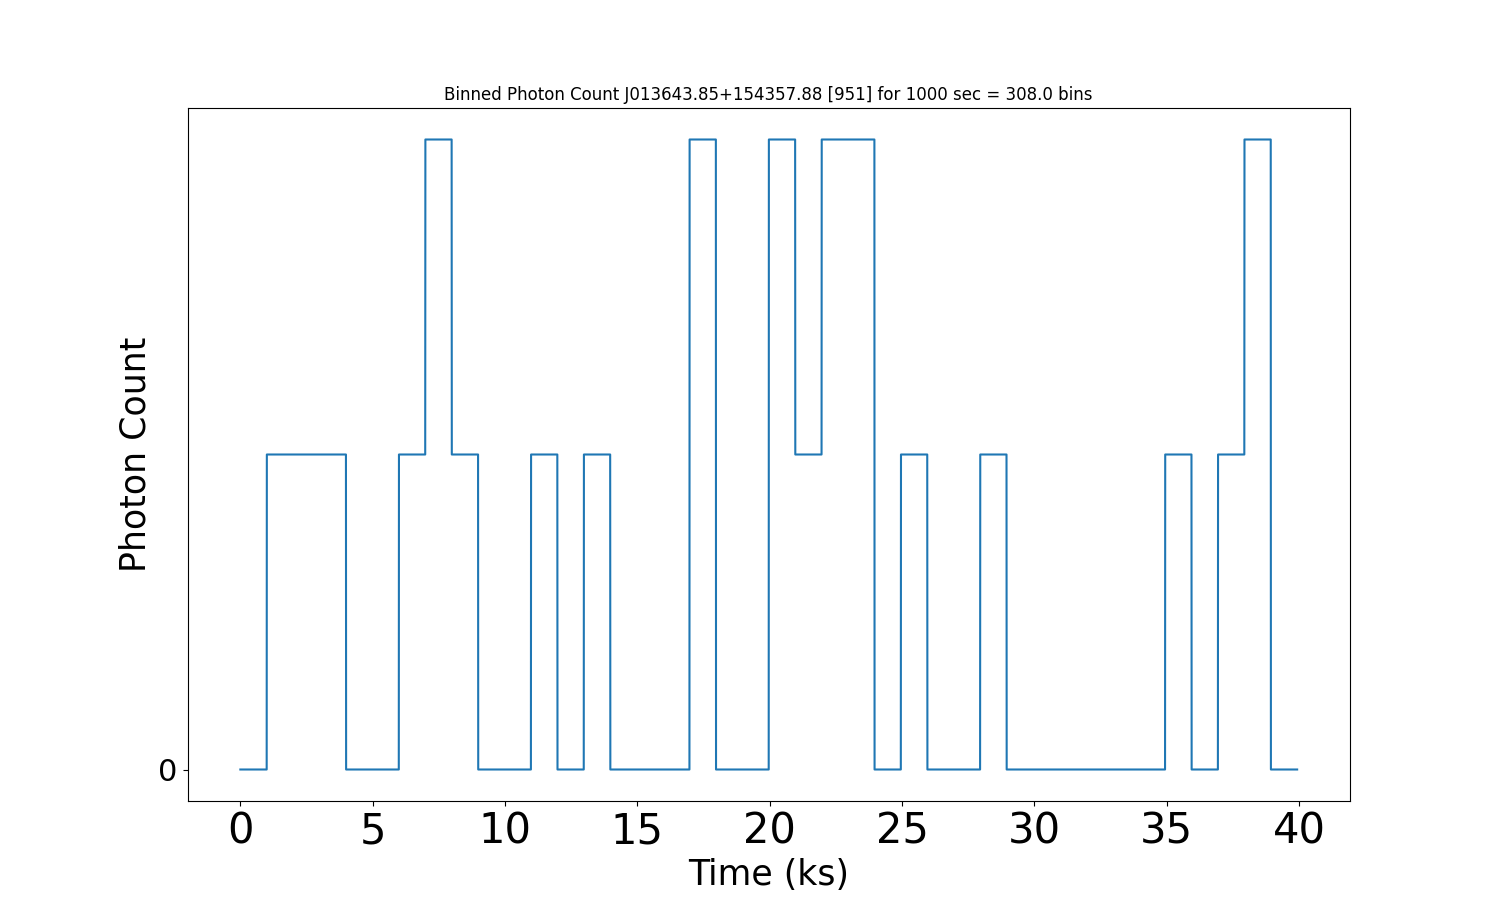 Binned Photon Count J013643.85+154357.88 [951] for 1000 sec = 308.0 bins
Photon Count
0
0 5 10 15 20 25 30 35 40
Time (ks)